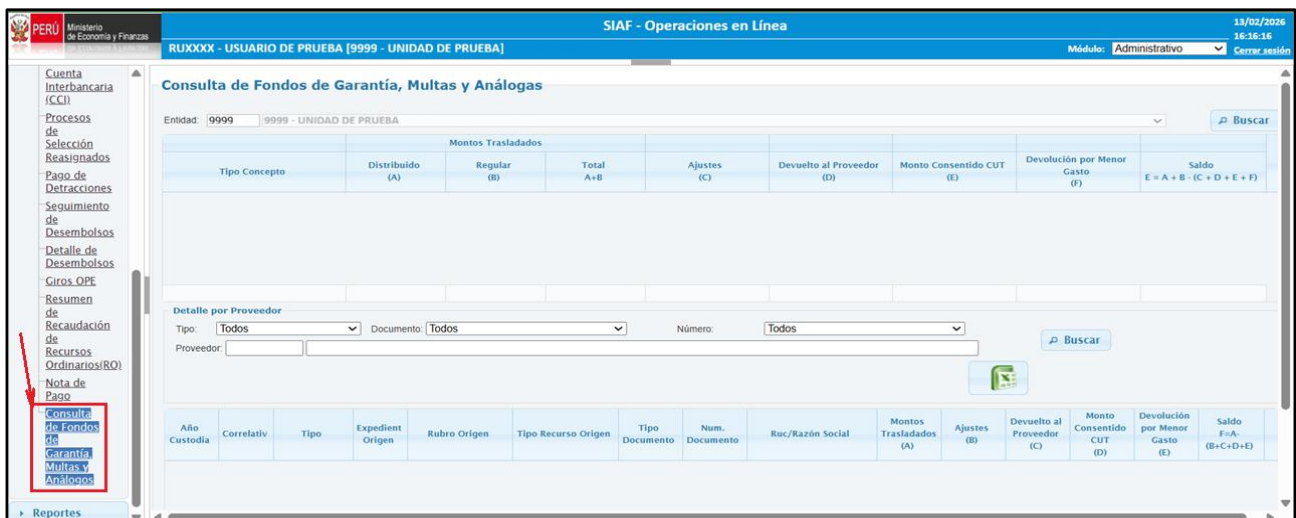 PERÚ
Ministerio
de Economía y Finanzas
SIAF - Operaciones en Línea
13/02/2026
16:16:16
RUXXXX - USUARIO DE PRUEBA [9999 - UNIDAD DE PRUEBA]
Módulo: Administrativo
Cerrar sesión
Cuenta
Interbancaria
(CCI)
Procesos
de
Selección
Reasignados
Pago de
Detracciones
Seguimiento
de
Desembolsos
Detalle de
Desembolsos
Giros OPE
Resumen
de
Recaudación
de
Recursos
Ordinarios(RO)
Nota de
Pago
Consulta
de Fondos
de
Garantía,
Multas y
Análogos
Reportes
Consulta de Fondos de Garantía, Multas y Análogas
Entidad: 9999 9999 - UNIDAD DE PRUEBA Buscar
Montos Trasladados
Tipo Concepto
Distribuido
(A)
Regular
(B)
Total
A+B
Ajustes
(C)
Devuelto al Proveedor
(D)
Monto Consentido CUT
(E)
Devolución por Menor
Gasto
(F)
Saldo
E = A + B - (C + D + E + F)
Detalle por Proveedor
Tipo: Todos Documento: Todos Número: Todos
Proveedor:
Buscar
Año
Custodia
Correlativ
Tipo
Expedient
Origen
Rubro Origen
Tipo Recurso Origen
Tipo
Documento
Num.
Documento
Ruc/Razón Social
Montos
Trasladados
(A)
Ajustes
(B)
Devuelto al
Proveedor
(C)
Monto
Consentido
CUT
(D)
Devolución
por Menor
Gasto
(E)
Saldo
F=A-
(B+C+D+E)